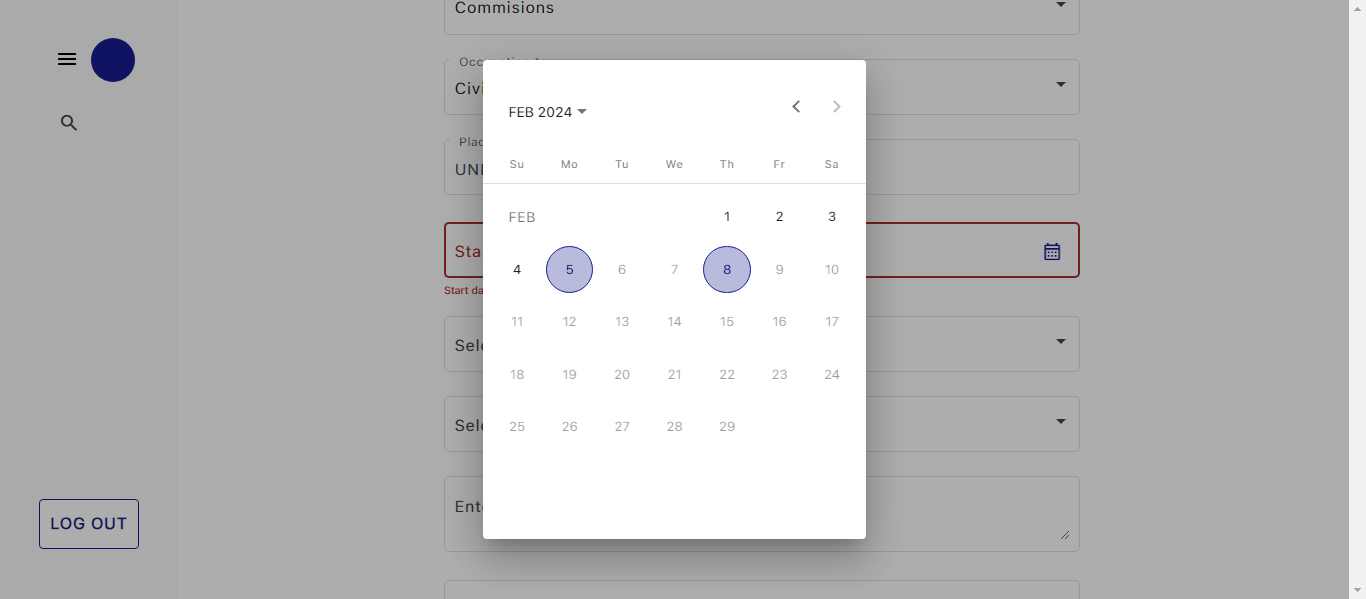 Commisions
Civi
UNI
Sta
Start da
Sele
Sele
Ente
LOG OUT
FEB 2024
Su Mo Tu We Th Fr Sa
FEB 1 2 3
4 5 6 7 8 9 10
11 12 13 14 15 16 17
18 19 20 21 22 23 24
25 26 27 28 29